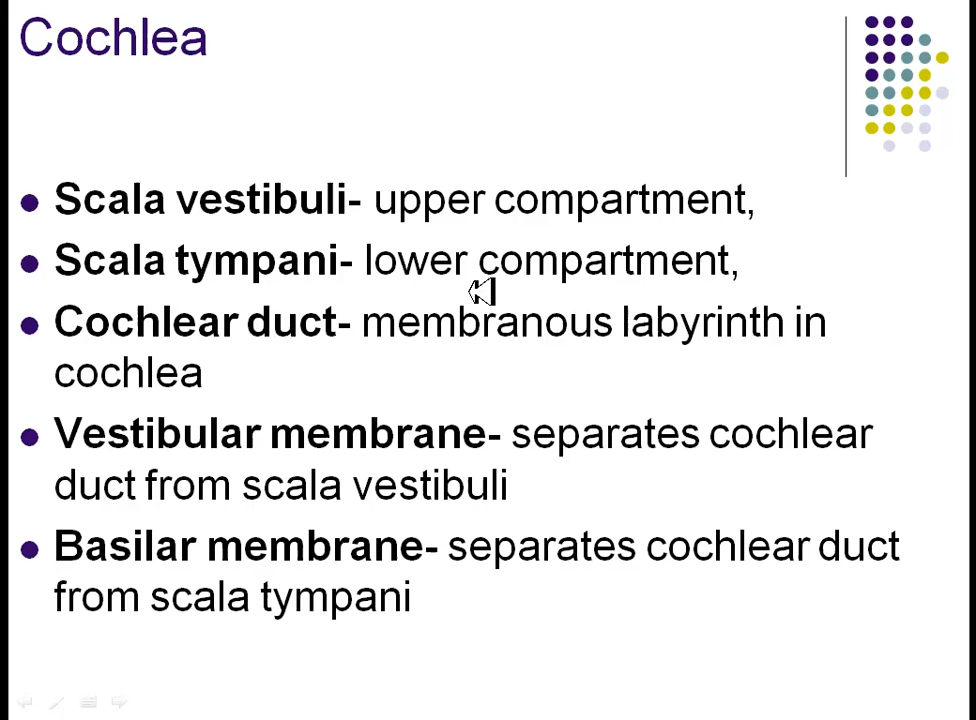 Cochlea
Scala vestibuli- upper compartment,
Scala tympani- lower compartment,
Cochlear duct- membranous labyrinth in
cochlea
Vestibular membrane- separates cochlear
duct from scala vestibuli
Basilar membrane- separates cochlear duct
from scala tympani